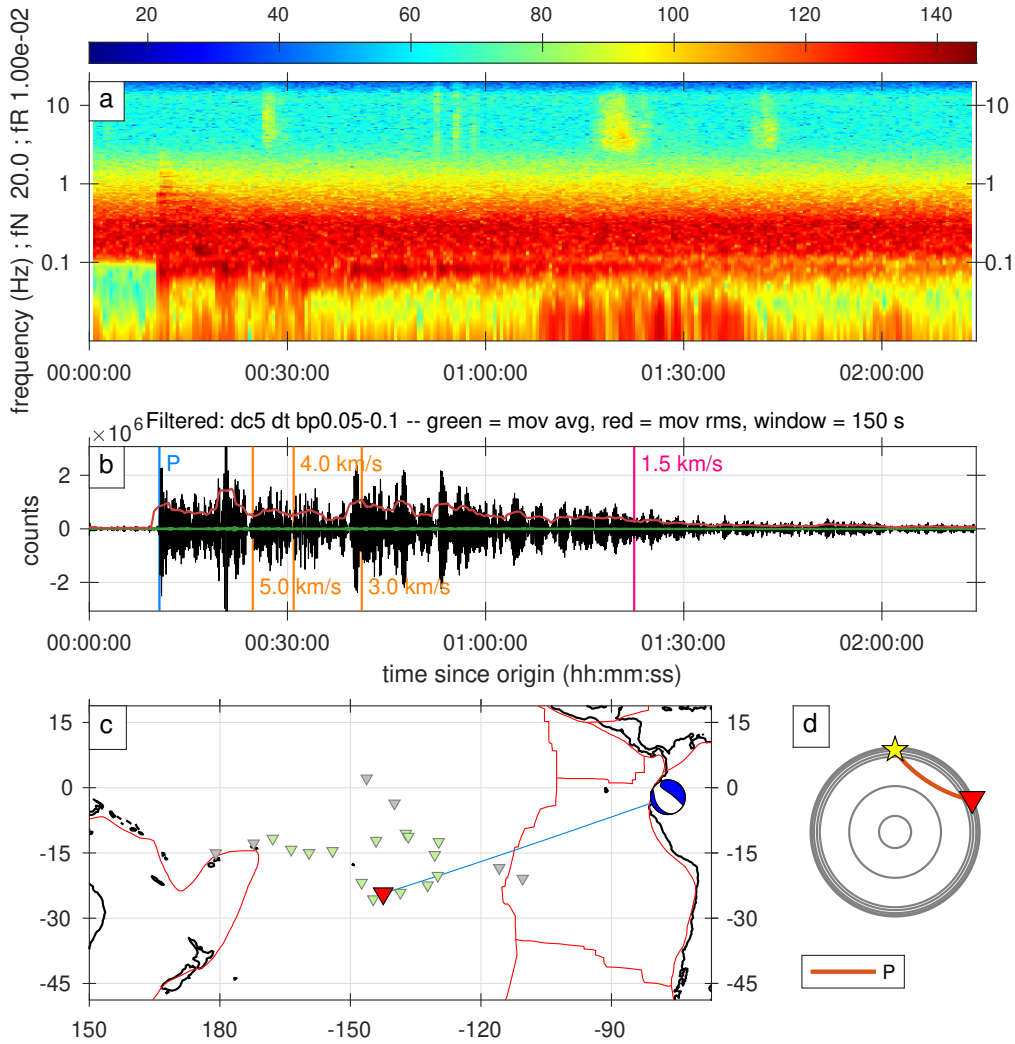 20 40 60 80 100 120 140
frequency (Hz) ; fN 20.0 ; fR 1.00e-02
a
10 10
1 1
0.1 0.1
00:00:00 00:30:00 01:00:00 01:30:00 02:00:00
Filtered: dc5 dt bp0.05-0.1 -- green = mov avg, red = mov rms, window = 150 s
×10⁶
b
P 4.0 km/s 1.5 km/s
2
0
-2
counts
5.0 km/s 3.0 km/s
00:00:00 00:30:00 01:00:00 01:30:00 02:00:00
time since origin (hh:mm:ss)
c
15 15
0 0
-15 -15
-30 -30
-45 -45
150 180 -150 -120 -90
d
P